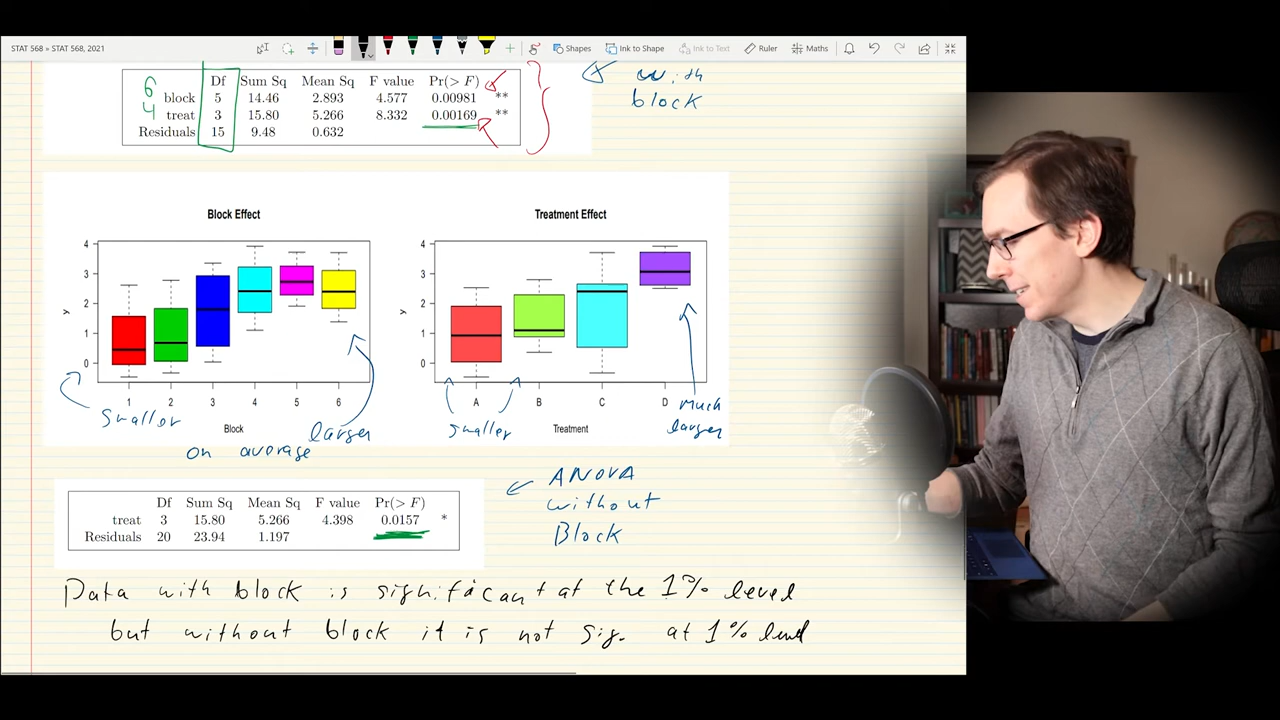 STAT 568 » STAT 568, 2021
Shapes Ink to Shape Ink to Text Ruler Maths
Df Sum Sq Mean Sq F value Pr(> F)
6 block 5 14.46 2.893 4.577 0.00981 **
4 treat 3 15.80 5.266 8.332 0.00169 **
Residuals 15 9.48 0.632
with
block
Block Effect
y
4
3
2
1
0
1 2 3 4 5 6
Block
smaller
larger
on average
Treatment Effect
y
4
3
2
1
0
A B C D
Treatment
smaller
much
larger
Df Sum Sq Mean Sq F value Pr(> F)
treat 3 15.80 5.266 4.398 0.0157 *
Residuals 20 23.94 1.197
ANOVA
without
Block
Data with block is significant at the 1% level
but without block it is not sig. at 1% level